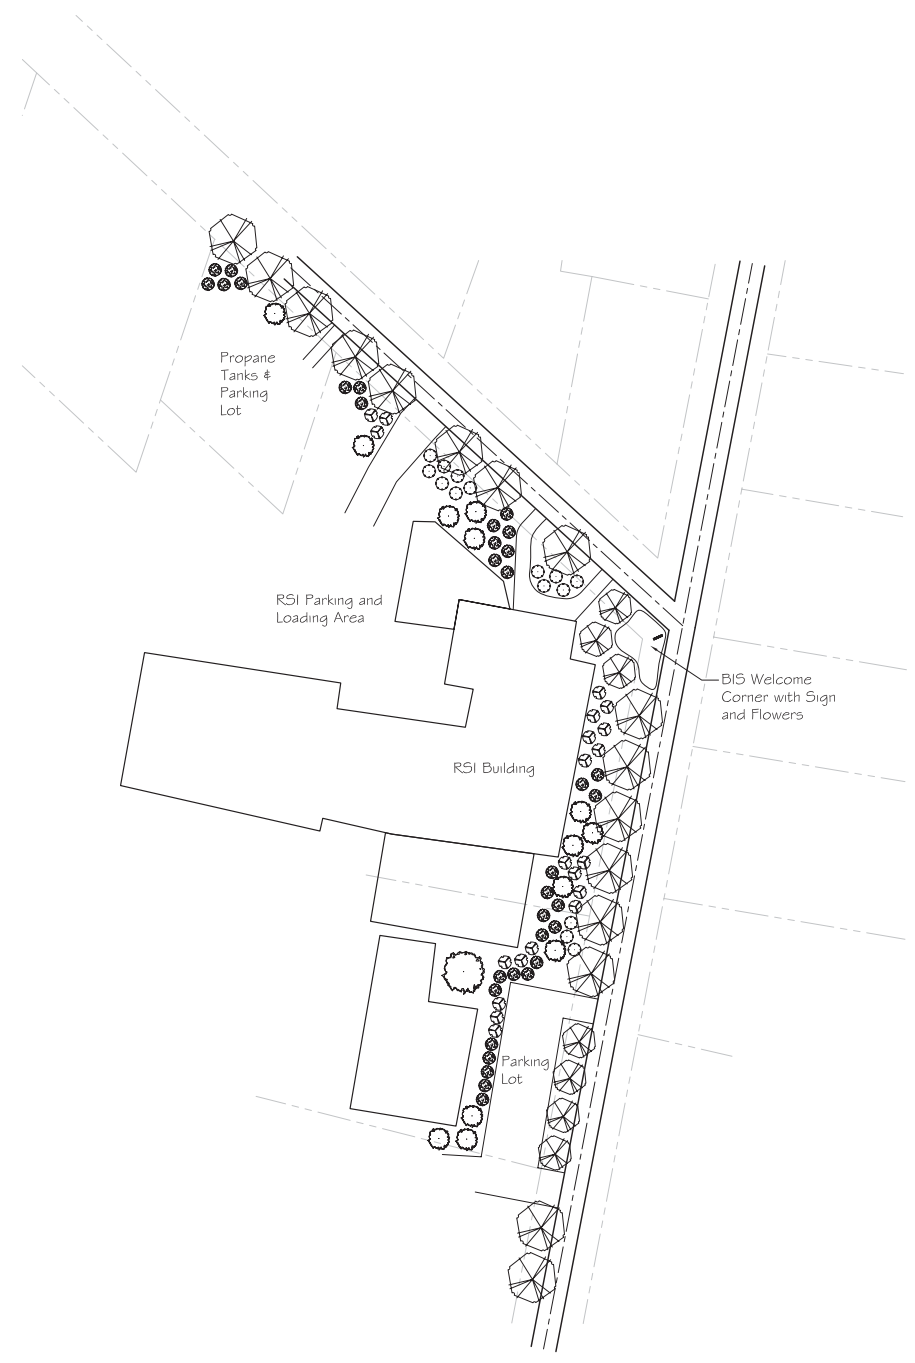 Propane
Tanks &
Parking
Lot
RSI Parking and
Loading Area
BIS Welcome
Corner with Sign
and Flowers
RSI Building
Parking
Lot